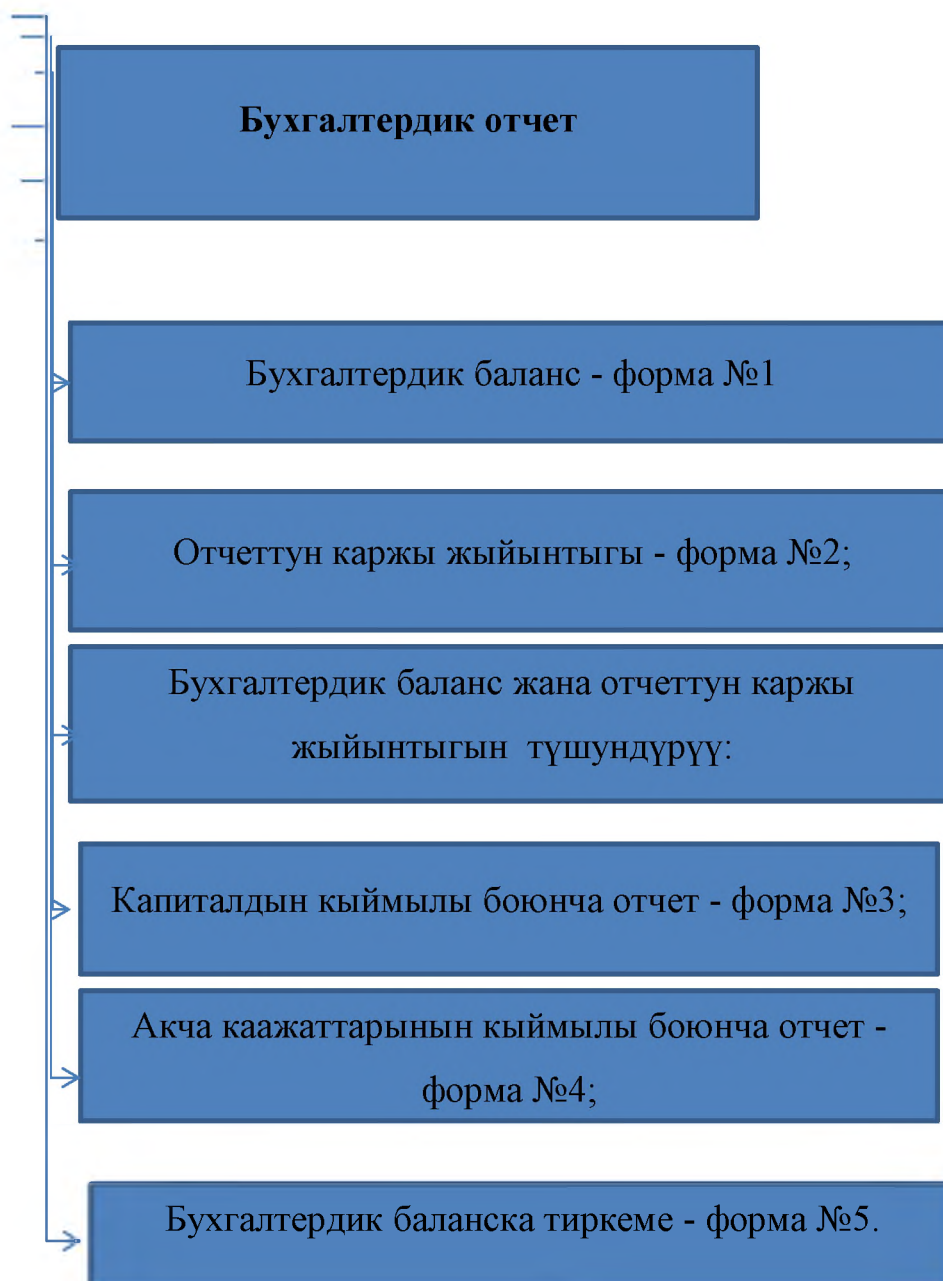 Бухгалтердик отчет
Бухгалтердик баланс - форма №1
Отчеттун каржы жыйынтыгы - форма №2;
Бухгалтердик баланс жана отчеттун каржы
жыйынтыгын түшундүрүү:
Капиталдын кыймылы боюнча отчет - форма №3;
Акча каажаттарынын кыймылы боюнча отчет -
форма №4;
Бухгалтердик баланска тиркеме - форма №5.